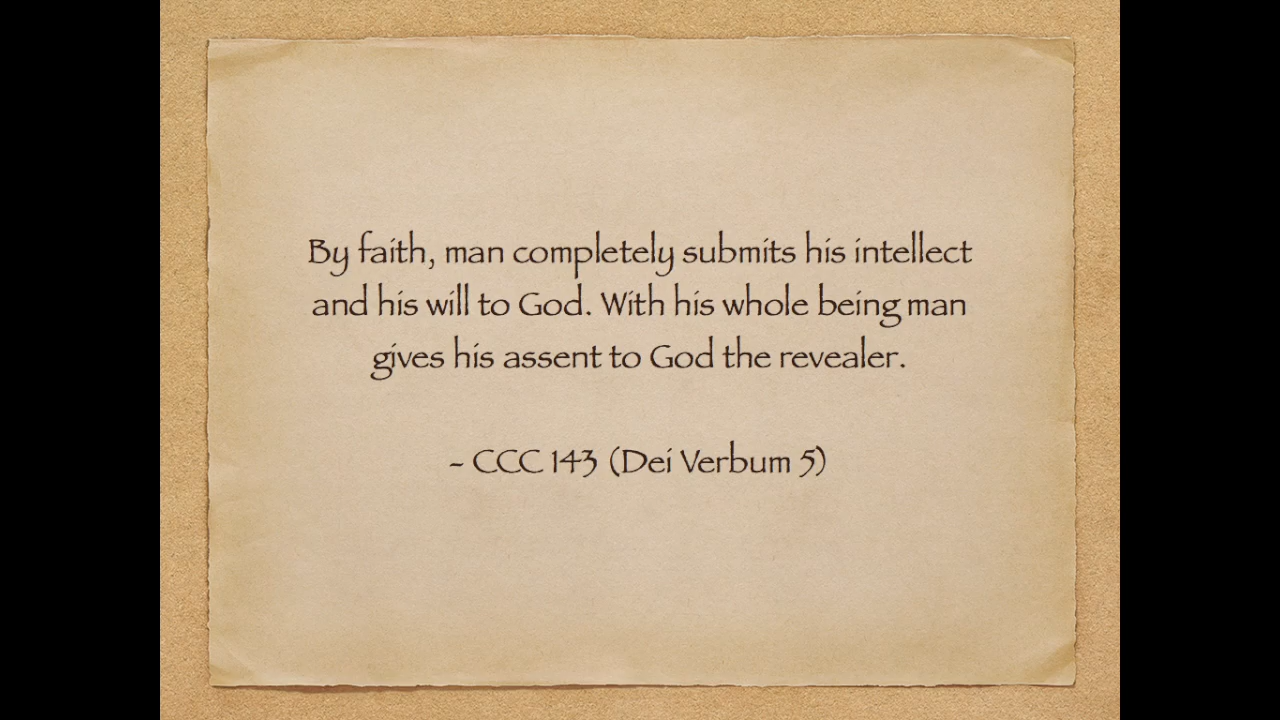 By faith, man completely submits his intellect
and his will to God. With his whole being man
gives his assent to God the revealer.
- CCC 143 (Dei Verbum 5)